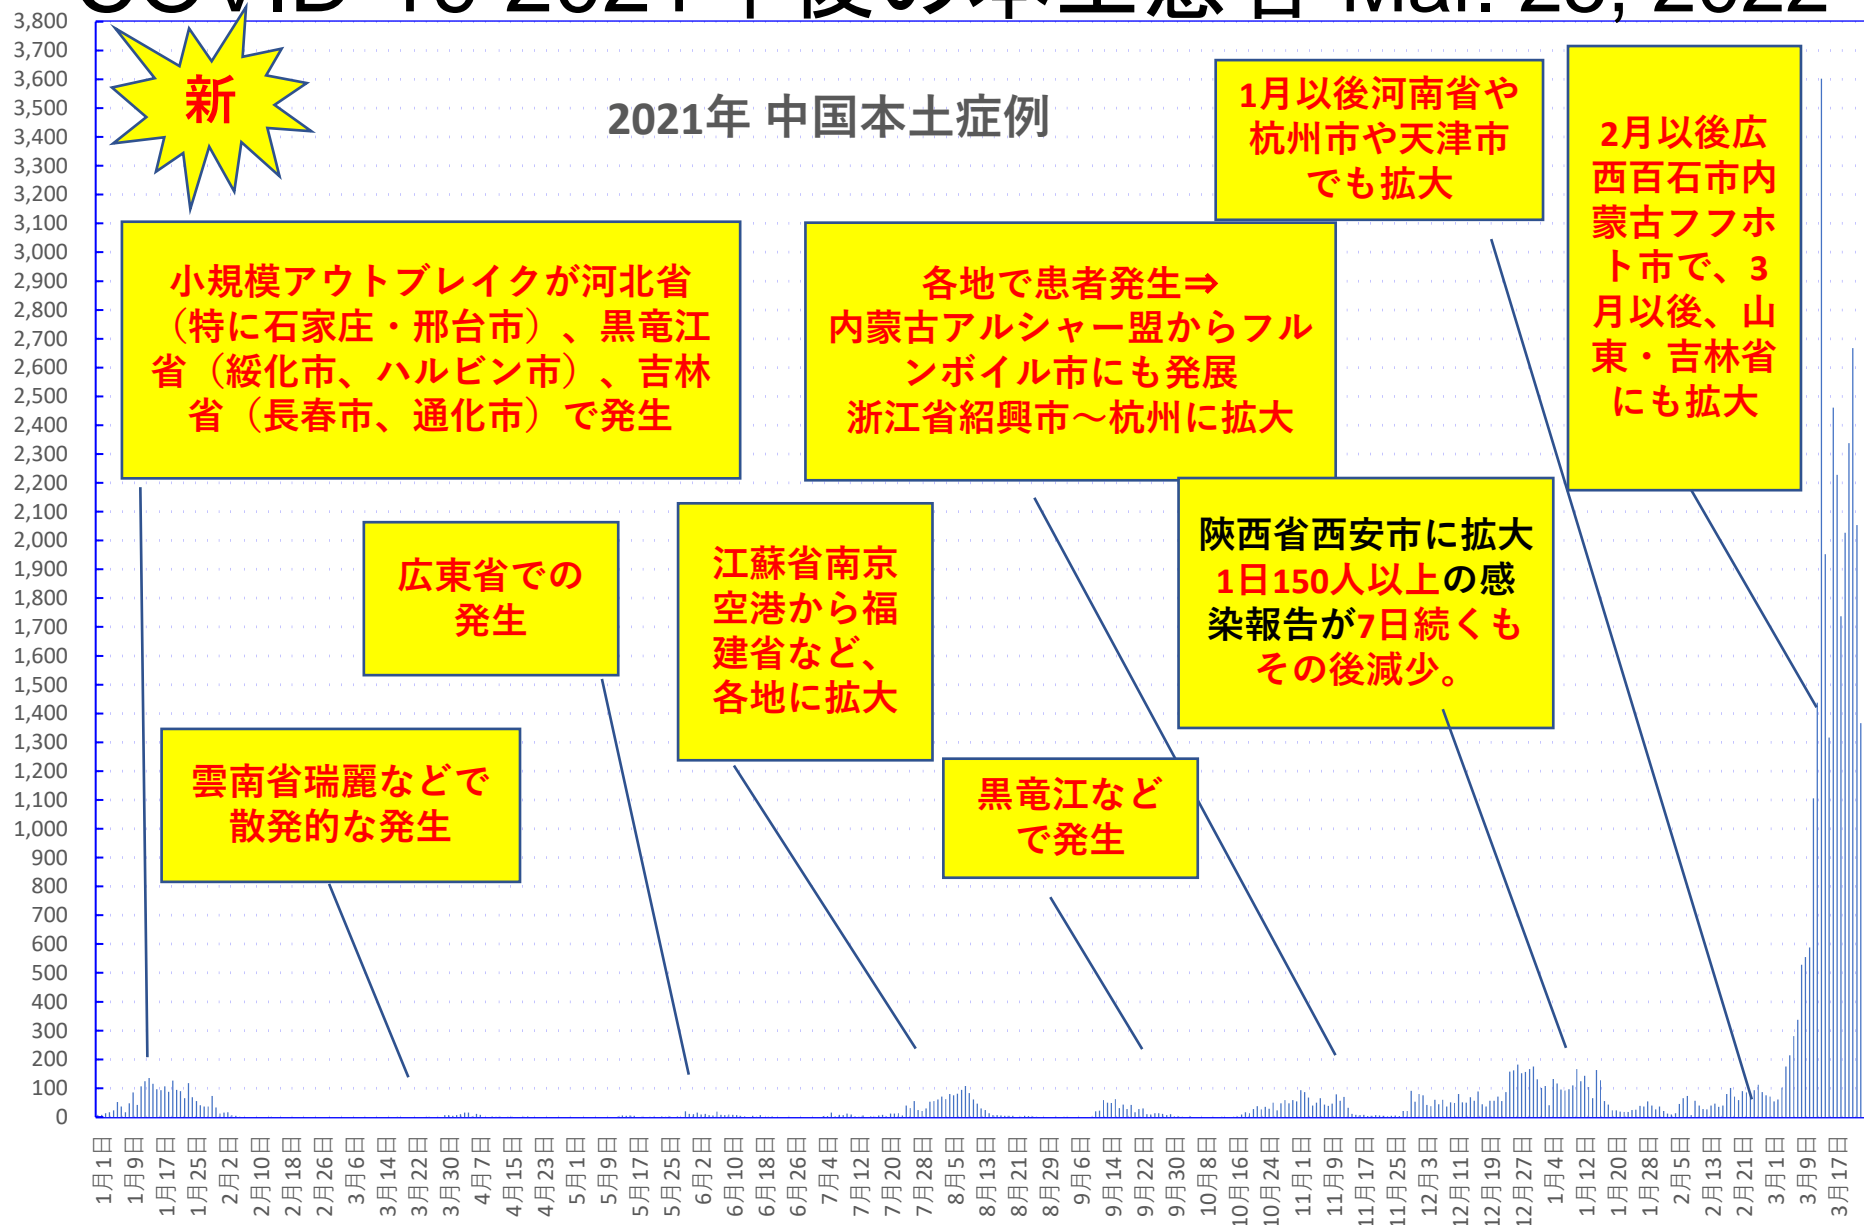 COVID-19 2021年後の本土患者 Mar. 2022
3,800
3,700
3,600
3,500
3,400
3,300
3,200
3,100
3,000
2,900
2,800
2,700
2,600
2,500
2,400
2,300
2,200
2,100
2,000
1,900
1,800
1,700
1,600
1,500
1,400
1,300
1,200
1,100
1,000
900
800
700
600
500
400
300
200
100
0
新
2021年 中国本土症例
小規模アウトブレイクが河北省
（特に石家庄・邢台市）、黒竜江
省（綏化市、ハルビン市）、吉林
省（長春市、通化市）で発生
雲南省瑞麗などで
散発的な発生
広東省での
発生
江蘇省南京
空港から福
建省など、
各地に拡大
各地で患者発生⇒
内蒙古アルシャー盟からフル
ンボイル市にも発展
浙江省紹興市～杭州に拡大
黒竜江など
で発生
1月以後河南省や
杭州市や天津市
でも拡大
陝西省西安市に拡大
1日150人以上の感
染報告が7日続くも
その後減少。
2月以後広
西百石市内
蒙古フフホ
ト市で、3
月以後、山
東・吉林省
にも拡大
1月1日
1月9日
1月17日
1月25日
2月2日
2月10日
2月18日
2月26日
3月6日
3月14日
3月22日
3月30日
4月7日
4月15日
4月23日
5月1日
5月9日
5月17日
5月25日
6月2日
6月10日
6月18日
6月26日
7月4日
7月12日
7月20日
7月28日
8月5日
8月13日
8月21日
8月29日
9月6日
9月14日
9月22日
9月30日
10月8日
10月16日
10月24日
11月1日
11月9日
11月17日
11月25日
12月3日
12月11日
12月19日
12月27日
1月4日
1月12日
1月20日
1月28日
2月5日
2月13日
2月21日
3月1日
3月9日
3月17日